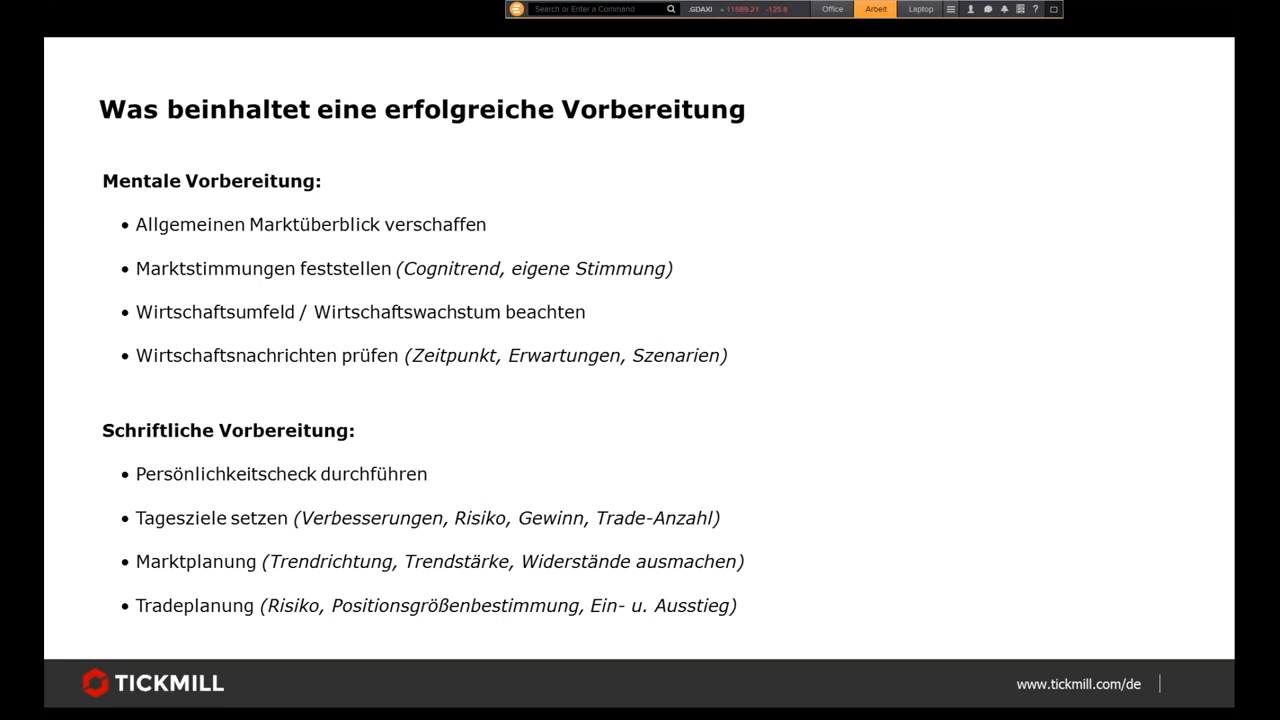 Search or Enter a Command .GDAXI 11589.21 -125.8 Office Arbeit Laptop ?
Was beinhaltet eine erfolgreiche Vorbereitung
Mentale Vorbereitung:
• Allgemeinen Marktüberblick verschaffen
• Marktstimmungen feststellen (Cognitrend, eigene Stimmung)
• Wirtschaftsumfeld / Wirtschaftswachstum beachten
• Wirtschaftsnachrichten prüfen (Zeitpunkt, Erwartungen, Szenarien)
Schriftliche Vorbereitung:
• Persönlichkeitscheck durchführen
• Tagesziele setzen (Verbesserungen, Risiko, Gewinn, Trade-Anzahl)
• Marktplanung (Trendrichtung, Trendstärke, Widerstände ausmachen)
• Tradeplanung (Risiko, Positionsgrößenbestimmung, Ein- u. Ausstieg)
TICKMILL www.tickmill.com/de